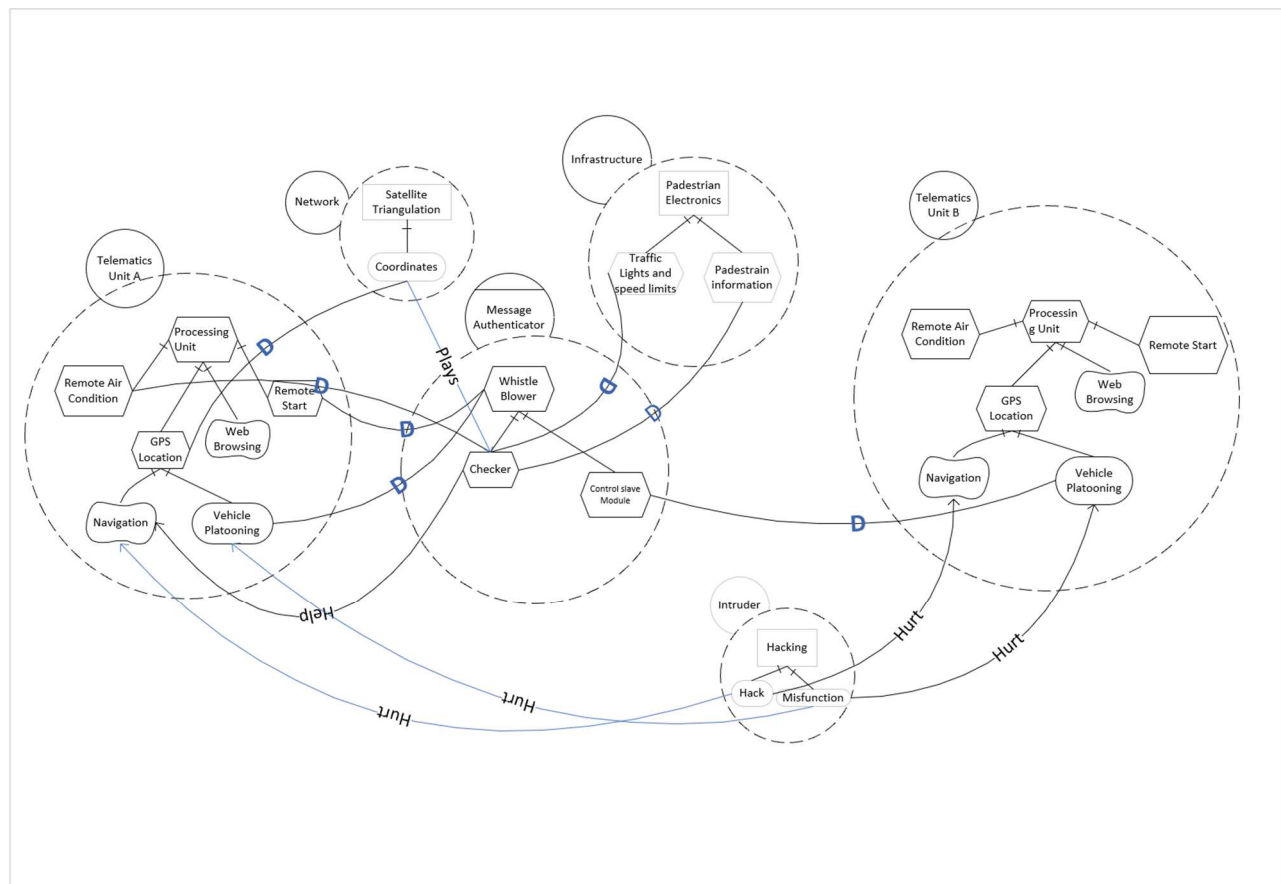 Infrastructure
Padestrian
Electronics
Network
Satellite
Triangulation
Telematics
Unit B
Telematics
Unit A
Coordinates
Traffic
Lights and
speed limits
Padestrain
information
Message
Authenticator
Processing
Unit
D
Plays
Remote Air
Condition
Processin
g Unit
Remote Start
Remote Air
Condition
D
Remote
Start
Whistle
Blower
D
D
Web
Browsing
GPS
Location
Web
Browsing
D
GPS
Location
Checker
D
Control slave
Module
Navigation
Vehicle
Platooning
Navigation
Vehicle
Platooning
D
Help
Intruder
Hurt
Hurt
Hacking
Hack
Misfunction
Hurt
Hurt